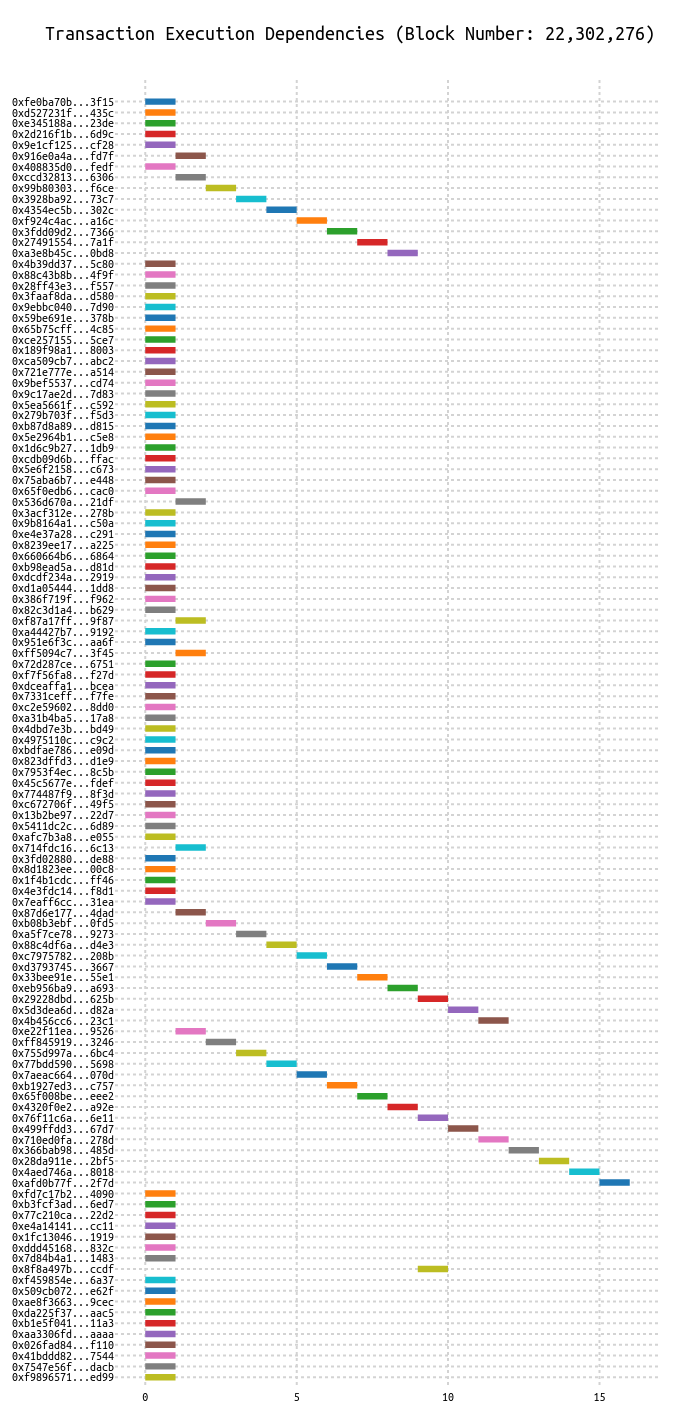 Transaction Execution Dependencies (Block Number: 22,302,276)
0xfe0ba70b...3f15
0xd527231f...435c
0xe345188a...23de
0x2d216f1b...6d9c
0x9e1cf125...cf28
0x916e0a4a...fd7f
0x408835d0...fedf
0xccd32813...6306
0x99b80303...f6ce
0x3928ba92...73c7
0x4354ec5b...302c
0xf924c4ac...a16c
0x3fdd09d2...7366
0x27491554...7a1f
0xa3e8b45c...0bd8
0x4b39dd37...5c80
0x88c43b8b...4f9f
0x28ff43e3...f557
0x3faaf8da...d580
0x9ebbc040...7d90
0x59be691e...378b
0x65b75cff...4c85
0xce257155...5ce7
0x189f98a1...8003
0xca509cb7...abc2
0x721e777e...a514
0x9bef5537...cd74
0x9c17ae2d...7d83
0x5ea5661f...c592
0x279b703f...f5d3
0xb87d8a89...d815
0x5e2964b1...c5e8
0x1d6c9b27...1db9
0xcdb09d6b...ffac
0x5e6f2158...c673
0x75aba6b7...e448
0x65f0edb6...cac0
0x536d670a...21df
0x3acf312e...278b
0x9b8164a1...c50a
0xe4e37a28...c291
0x8239ee17...a225
0x660664b6...6864
0xb98ead5a...d81d
0xdcdf234a...2919
0xd1a05444...1dd8
0x386f719f...f962
0x82c3d1a4...b629
0xf87a17ff...9f87
0xa44427b7...9192
0x951e6f3c...aa6f
0xff5094c7...3f45
0x72d287ce...6751
0xf7f56fa8...f27d
0xdceaffa1...bcea
0x7331ceff...f7fe
0xc2e59602...8dd0
0xa31b4ba5...17a8
0x4dbd7e3b...bd49
0x4975110c...c9c2
0xbdfae786...e09d
0x823dffd3...d1e9
0x7953f4ec...8c5b
0x45c5677e...fdef
0x774487f9...8f3d
0xc672706f...49f5
0x13b2be97...22d7
0x5411dc2c...6d89
0xafc7b3a8...e055
0x714fdc16...6c13
0x3fd02880...de88
0x8d1823ee...00c8
0x1f4b1cdc...ff46
0x4e3fdc14...f8d1
0x7eaff6cc...31ea
0x87d6e177...4dad
0xb08b3ebf...0fd5
0xa5f7ce78...9273
0x88c4df6a...d4e3
0xc7975782...208b
0xd3793745...3667
0x33bee91e...55e1
0xeb956ba9...a693
0x29228dbd...625b
0x5d3dea6d...d82a
0x4b456cc6...23c1
0xe22f11ea...9526
0xff845919...3246
0x755d997a...6bc4
0x77bdd590...5698
0x7aeac664...070d
0xb1927ed3...c757
0x65f008be...eee2
0x4320f0e2...a92e
0x76f11c6a...6e11
0x499ffdd3...67d7
0x710ed0fa...278d
0x366bab98...485d
0x28da911e...2bf5
0x4aed746a...8018
0xafd0b77f...2f7d
0xfd7c17b2...4090
0xb3fcf3ad...6ed7
0x77c210ca...22d2
0xe4a14141...cc11
0x1fc13046...1919
0xddd45168...832c
0x7d84b4a1...1483
0x8f8a497b...ccdf
0xf459854e...6a37
0x509cb072...e62f
0xae8f3663...9cec
0xda225f37...aac5
0xb1e5f041...11a3
0xaa3306fd...aaaa
0x026fad84...f110
0x41bddd82...7544
0x7547e56f...dacb
0xf9896571...ed99
0 5 10 15